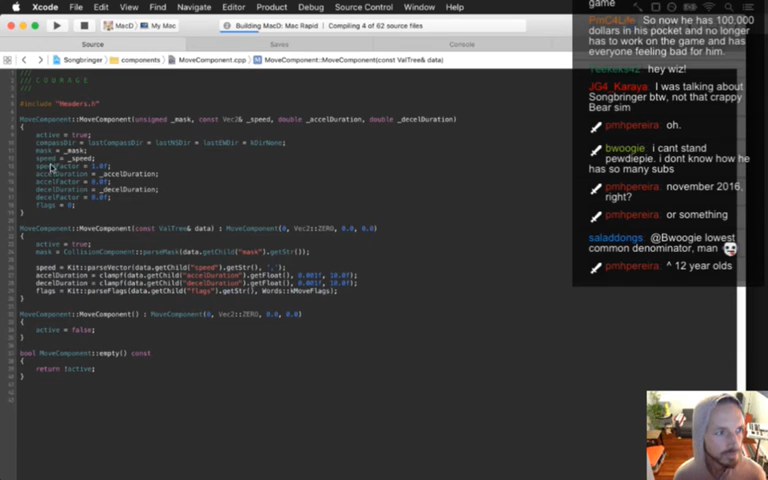 Xcode File Edit View Find Navigate Editor Product Debug Source Control Window Help
MacD My Mac
Building MacD: Mac Rapid Compiling 4 of 62 source files
Source Saves Console
Songbringer components MoveComponent.cpp MoveComponent::MoveComponent(const ValTree& data)
///
/// C O U R A G E
///
#include "Headers.h"
MoveComponent::MoveComponent(unsigned _mask, const Vec2& _speed, double _accelDuration, double _decelDuration)
{
active = true;
compassDir = lastCompassDir = lastNSDir = lastEWDir = kDirNone;
mask = _mask;
speed = _speed;
speedFactor = 1.0f;
accelDuration = _accelDuration;
accelFactor = 0.0f;
decelDuration = _decelDuration;
decelFactor = 0.0f;
flags = 0;
}
MoveComponent::MoveComponent(const ValTree& data) : MoveComponent(0, Vec2::ZERO, 0.0, 0.0)
{
active = true;
mask = CollisionComponent::parseMask(data.getChild("mask").getStr());
speed = Kit::parseVector(data.getChild("speed").getStr(), ',');
accelDuration = clampf(data.getChild("accelDuration").getFloat(), 0.001f, 10.0f);
decelDuration = clampf(data.getChild("decelDuration").getFloat(), 0.001f, 10.0f);
flags = Kit::parseFlags(data.getChild("flags").getStr(), Words::kMoveFlags);
}
MoveComponent::MoveComponent() : MoveComponent(0, Vec2::ZERO, 0.0, 0.0)
{
active = false;
}
bool MoveComponent::empty() const
{
return !active;
}
game
PmC4Life: So now he has 100.000
dollars in his pocket and no longer
has to work on the game and has
everyone feeling bad for him.
hey wiz!
JG4_Karaya: I was talking about
Songbringer btw, not that crappy
Bear sim
pmhpereira: oh.
bwoogie: i cant stand
pewdiepie. i dont know how he
has so many subs
pmhpereira: november 2016,
right?
pmhpereira: or something
saladdongs: @Bwoogie lowest
common denominator, man
pmhpereira: ^ 12 year olds